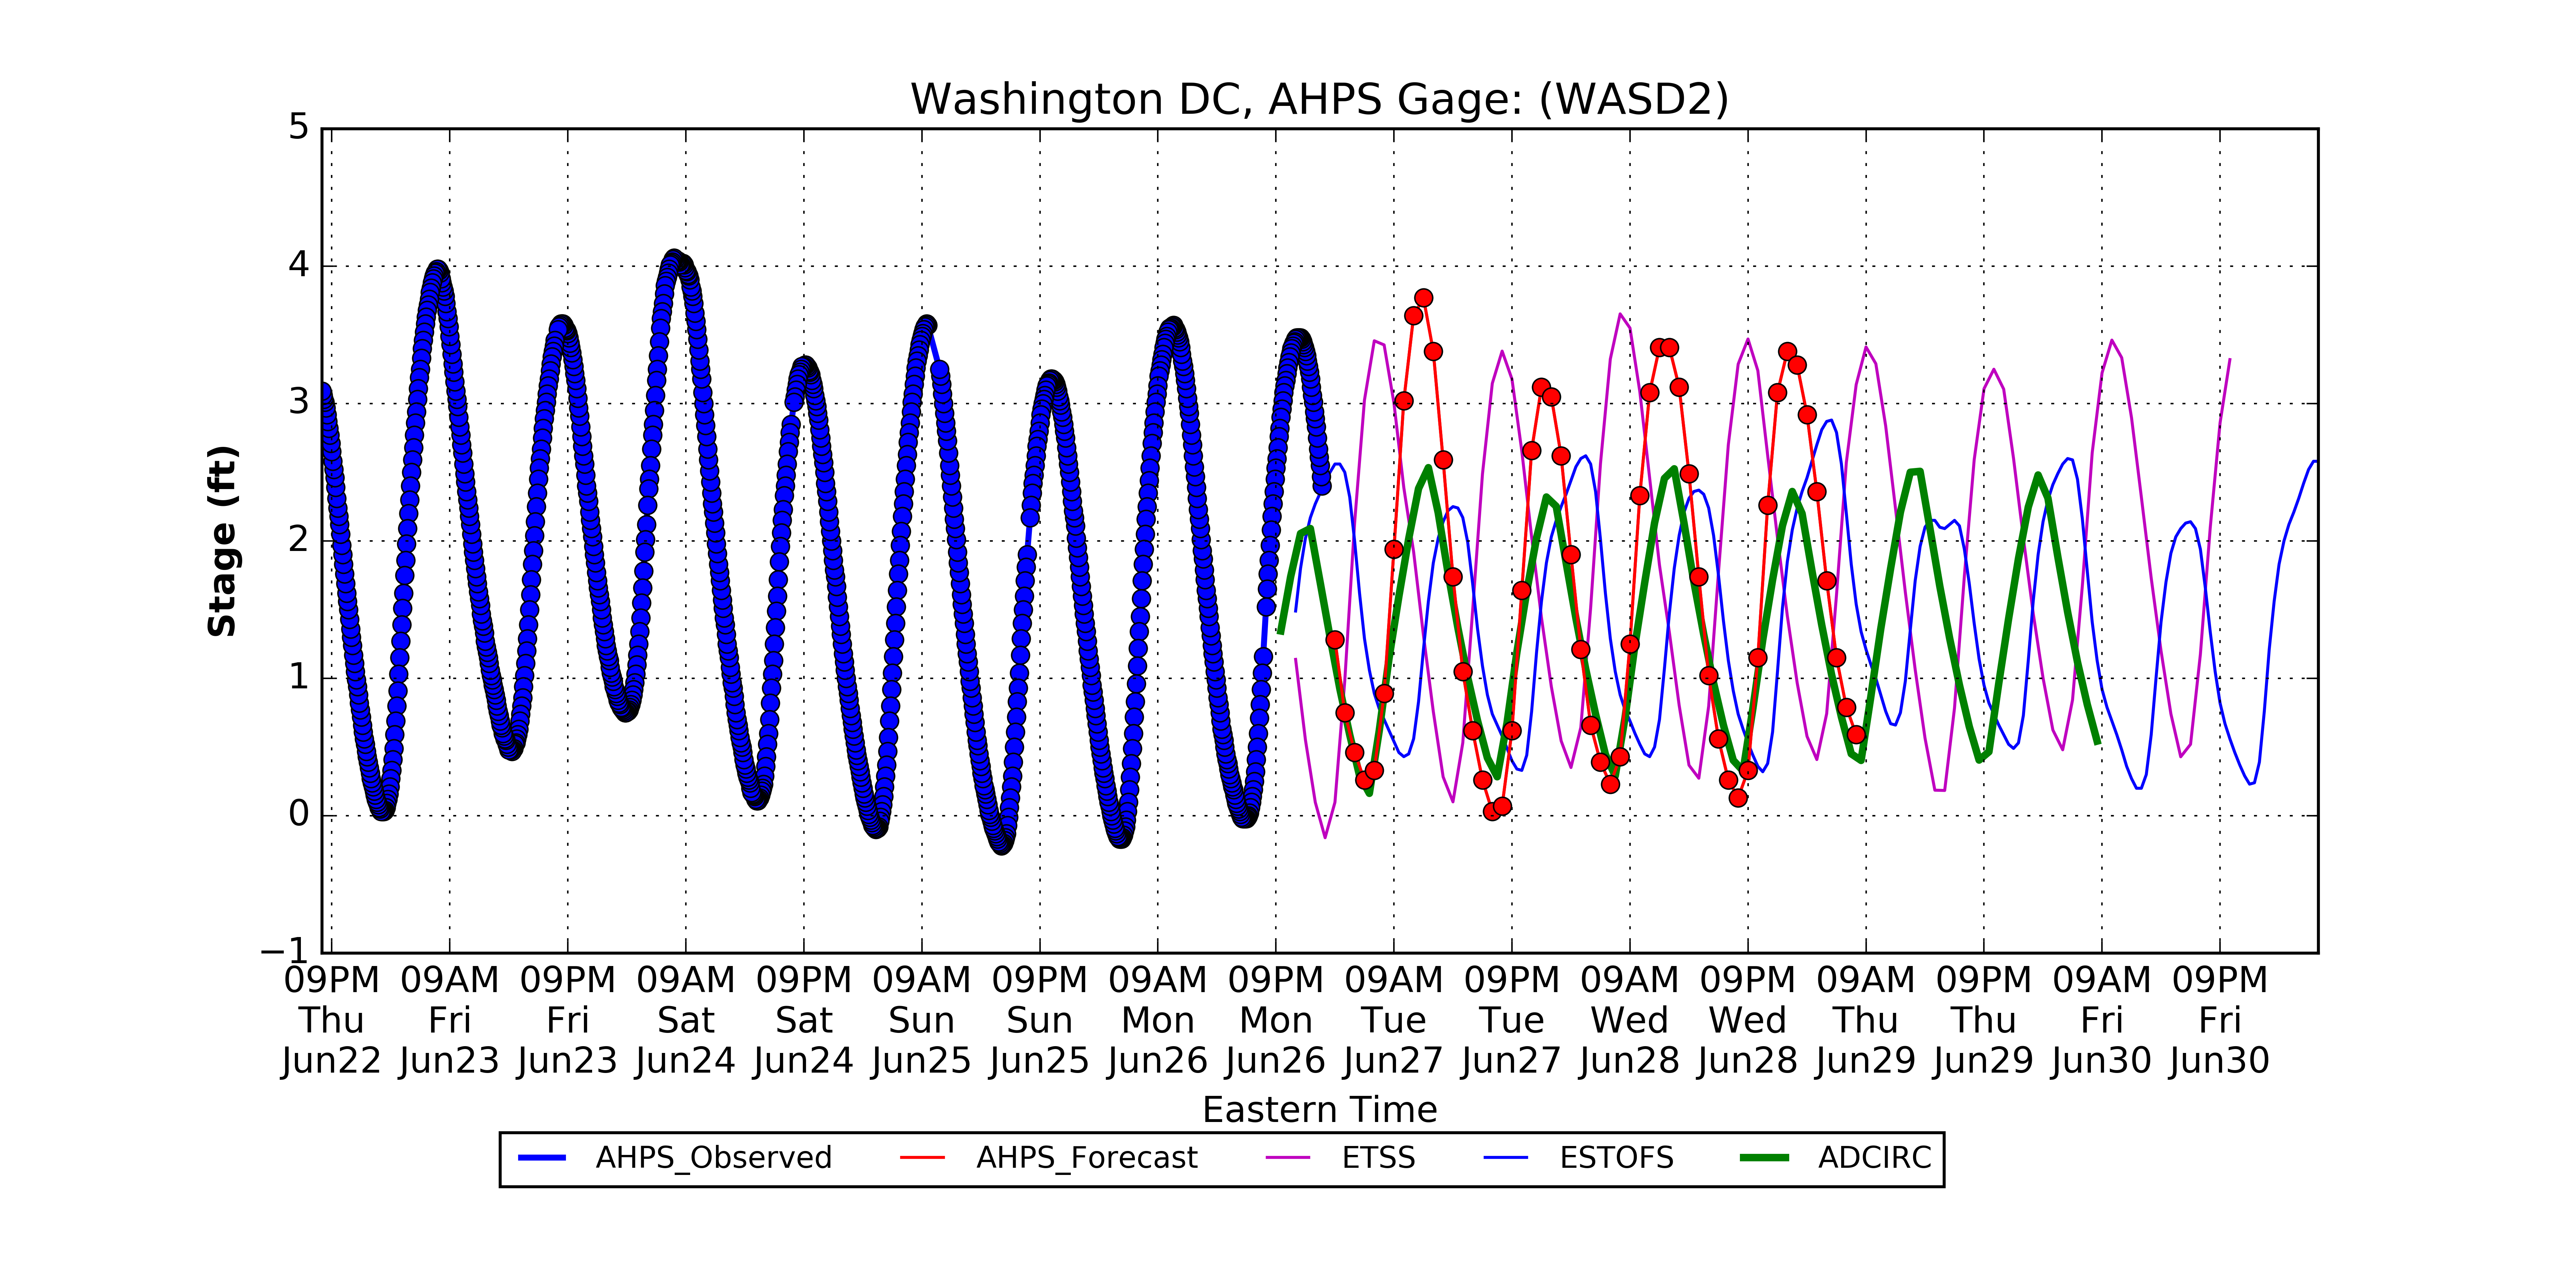 Washington DC, AHPS Gage: (WASD2)
5
4
3
2
1
0
−1
Stage (ft)
09PM 09AM 09PM 09AM 09PM 09AM 09PM 09AM 09PM 09AM 09PM 09AM 09PM 09AM 09PM 09AM 09PM
Thu Fri Fri Sat Sat Sun Sun Mon Mon Tue Tue Wed Wed Thu Thu Fri Fri
Jun22 Jun23 Jun23 Jun24 Jun24 Jun25 Jun25 Jun26 Jun26 Jun27 Jun27 Jun28 Jun28 Jun29 Jun29 Jun30 Jun30
Eastern Time
AHPS_Observed AHPS_Forecast ETSS ESTOFS ADCIRC